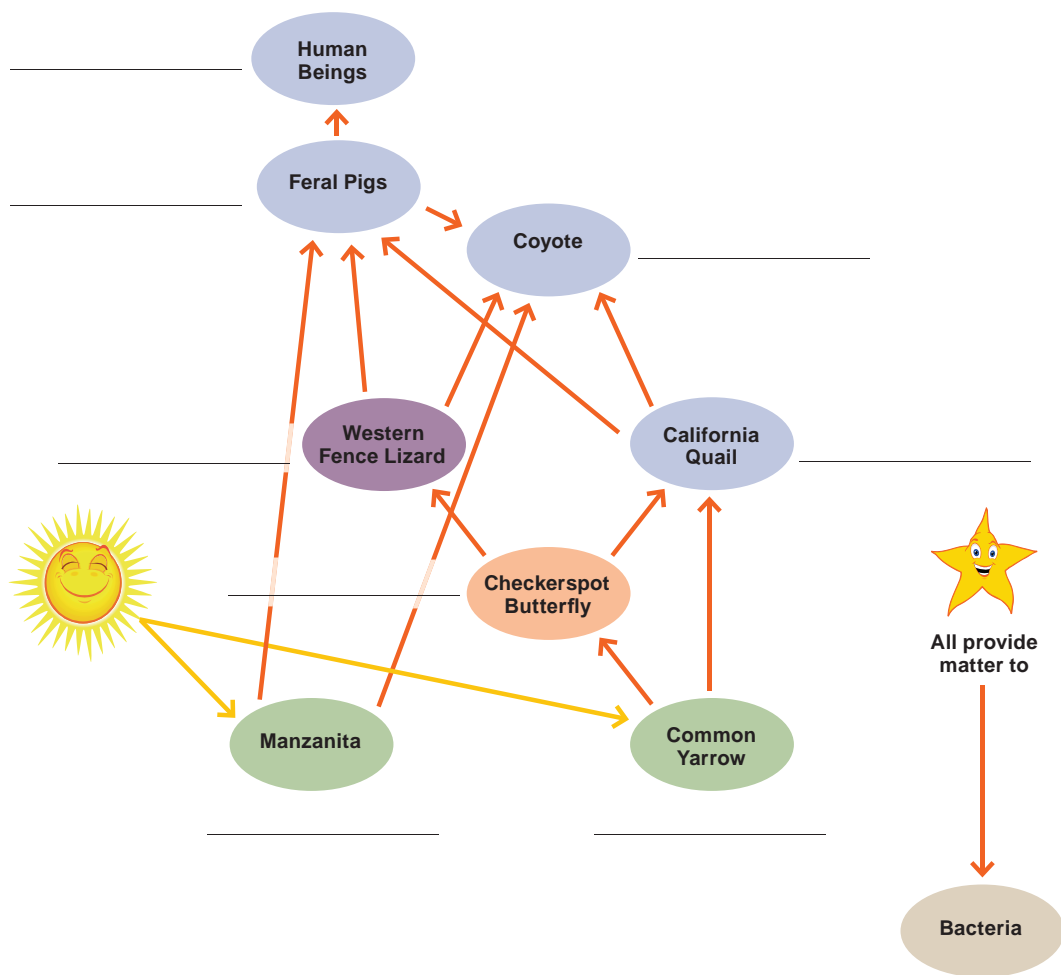 Human
Beings
Feral Pigs
Coyote
Western
Fence Lizard
California
Quail
Checkerspot
Butterfly
All provide
matter to
Manzanita
Common
Yarrow
Bacteria